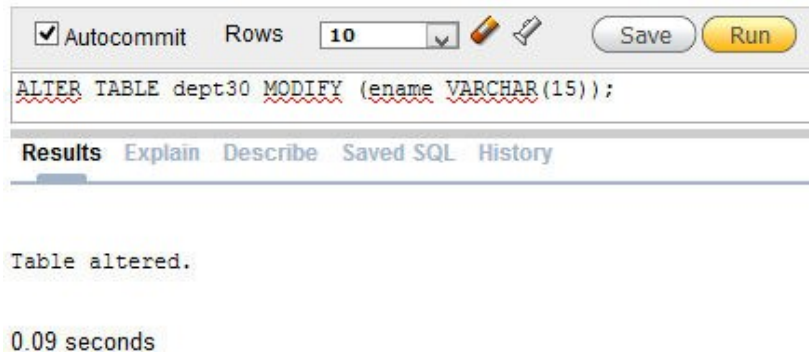 Autocommit Rows 10 Save Run
ALTER TABLE dept30 MODIFY (ename VARCHAR(15));
Results Explain Describe Saved SQL History
Table altered.
0.09 seconds